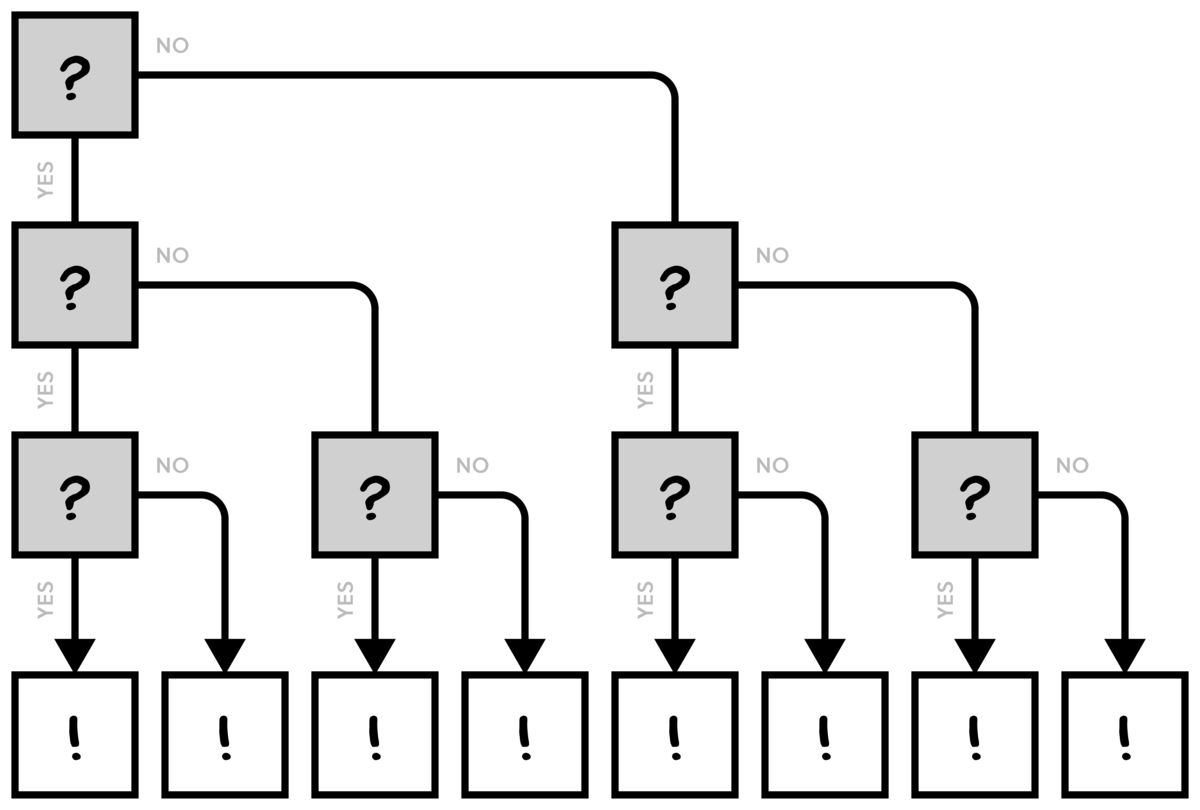 NO
?
YES
NO
NO
? ?
YES YES
NO NO NO NO
? ? ? ?
YES YES YES YES
! ! ! ! ! ! ! !